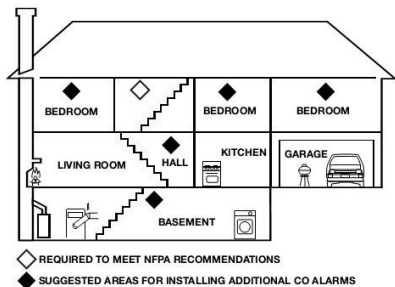 BEDROOM
BEDROOM
BEDROOM
LIVING ROOM
HALL
KITCHEN
GARAGE
BASEMENT
REQUIRED TO MEET NFPA RECOMMENDATIONS
SUGGESTED AREAS FOR INSTALLING ADDITIONAL CO ALARMS